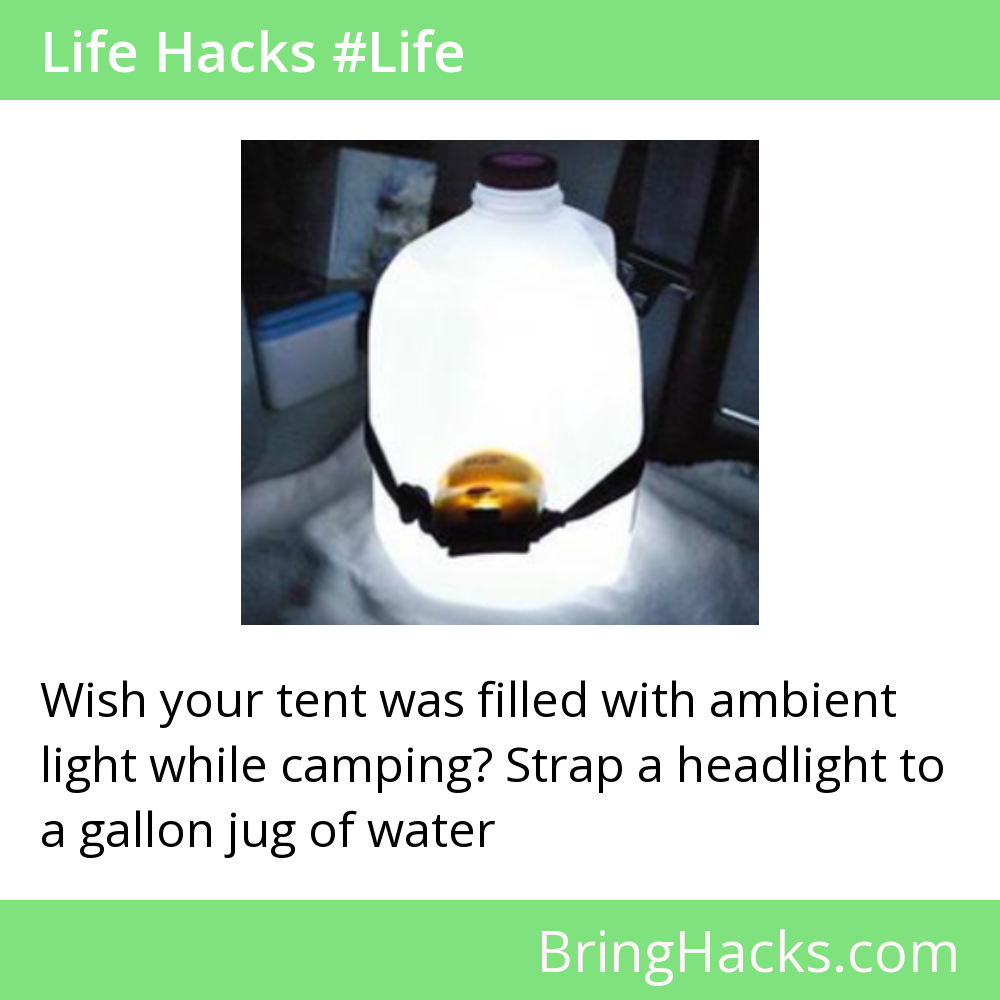 Life Hacks #Life
Wish your tent was filled with ambient
light while camping? Strap a headlight to
a gallon jug of water
BringHacks.com